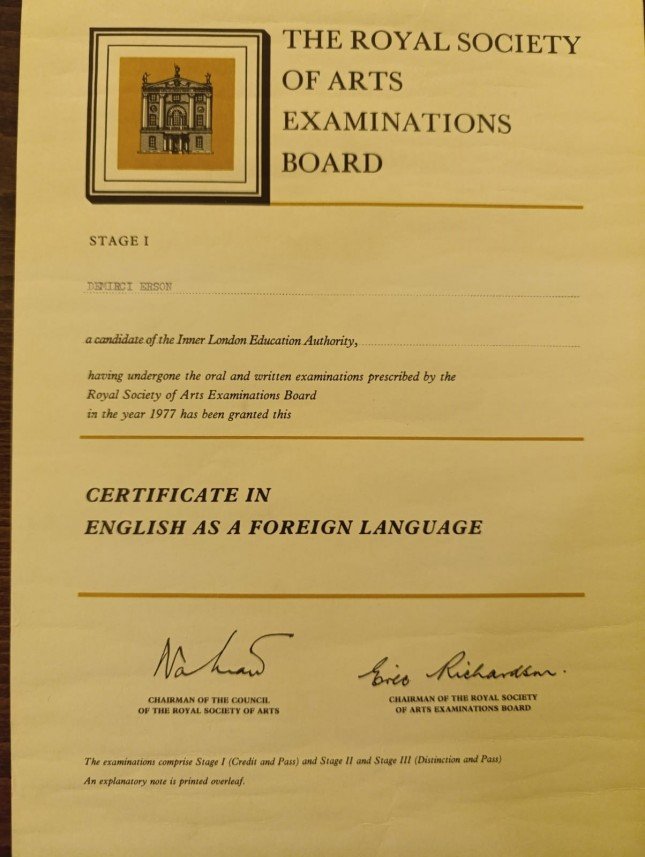 THE ROYAL SOCIETY
OF ARTS
EXAMINATIONS
BOARD
STAGE I
DEMIRCI ERSON
a candidate of the Inner London Education Authority,
having undergone the oral and written examinations prescribed by the
Royal Society of Arts Examinations Board
in the year 1977 has been granted this
CERTIFICATE IN
ENGLISH AS A FOREIGN LANGUAGE
Eric Richardson.
CHAIRMAN OF THE COUNCIL
OF THE ROYAL SOCIETY OF ARTS
CHAIRMAN OF THE ROYAL SOCIETY
OF ARTS EXAMINATIONS BOARD
The examinations comprise Stage I (Credit and Pass) and Stage II and Stage III (Distinction and Pass)
An explanatory note is printed overleaf.